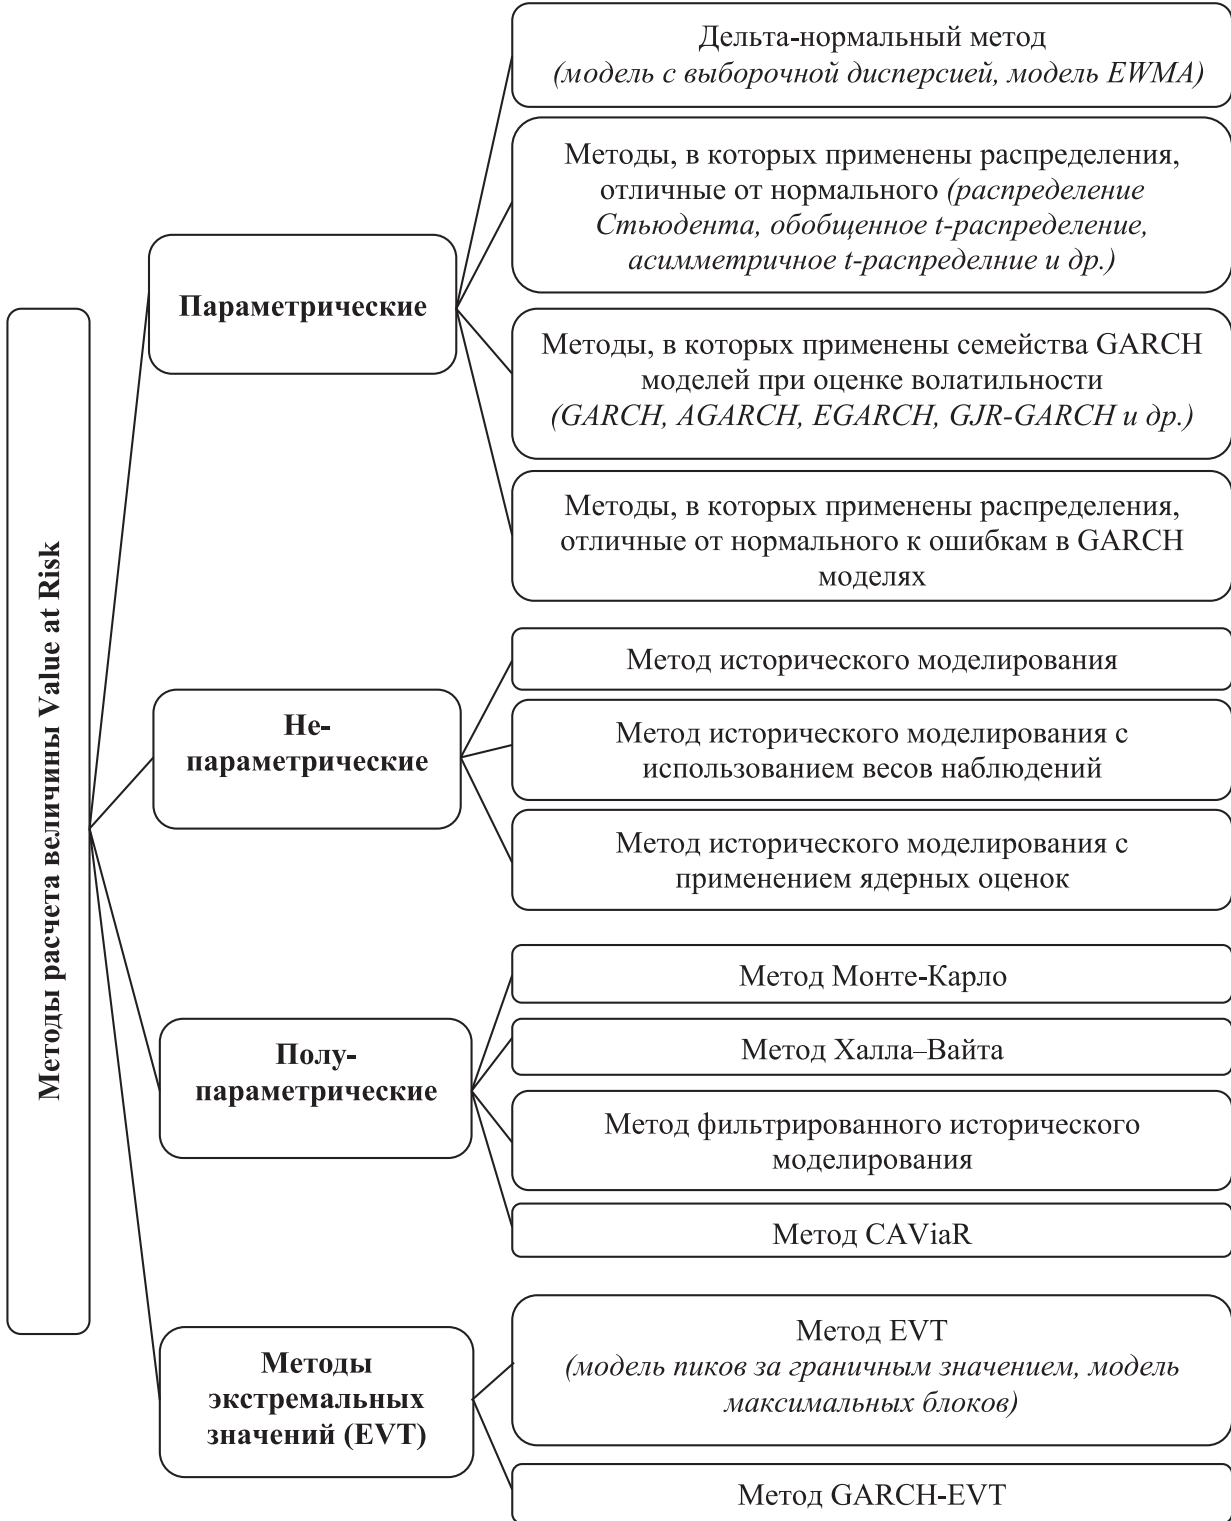 Методы расчета величины Value at Risk
Параметрические
Дельта-нормальный метод
(модель с выборочной дисперсией, модель EWMA)
Методы, в которых применены распределения,
отличные от нормального (распределение
Стьюдента, обобщенное t-распределение,
асимметричное t-распределние и др.)
Методы, в которых применены семейства GARCH
моделей при оценке волатильности
(GARCH, AGARCH, EGARCH, GJR-GARCH и др.)
Методы, в которых применены распределения,
отличные от нормального к ошибкам в GARCH
моделях
Не-
параметрические
Метод исторического моделирования
Метод исторического моделирования с
использованием весов наблюдений
Метод исторического моделирования с
применением ядерных оценок
Полу-
параметрические
Метод Монте-Карло
Метод Халла–Вайта
Метод фильтрированного исторического
моделирования
Метод CAViaR
Методы
экстремальных
значений (EVT)
Метод EVT
(модель пиков за граничным значением, модель
максимальных блоков)
Метод GARCH-EVT